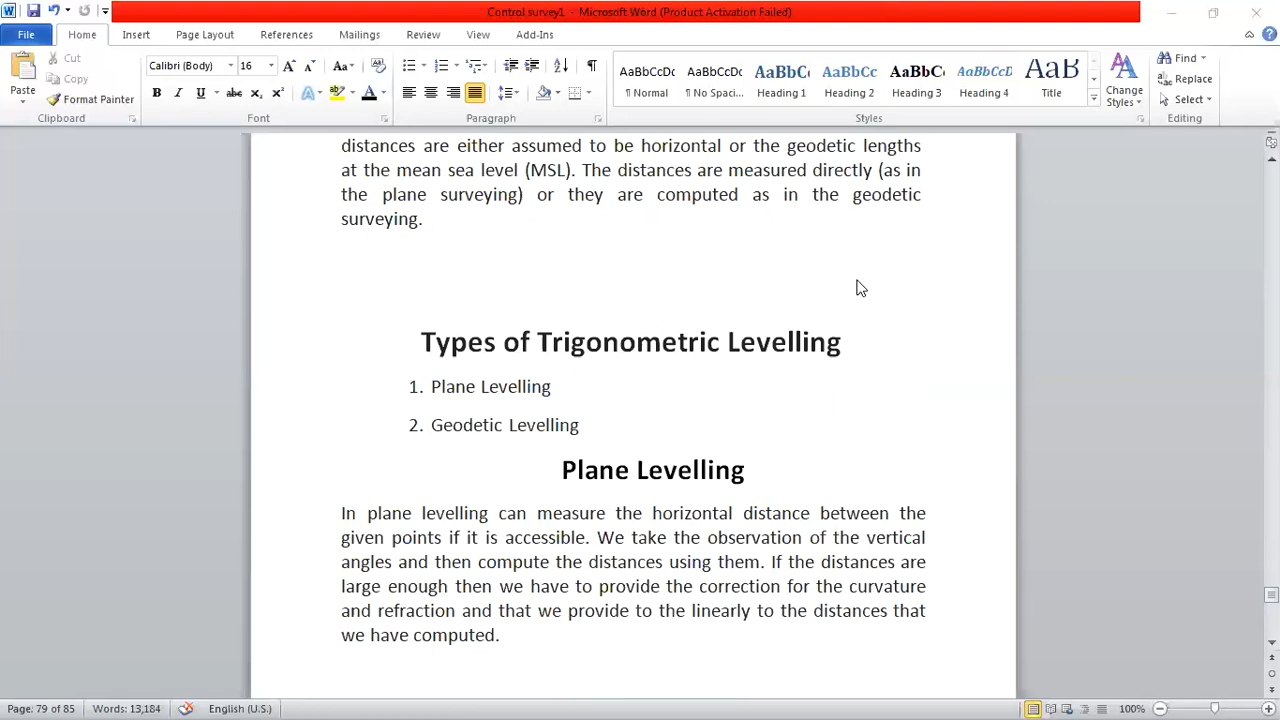 Control survey1 - Microsoft Word (Product Activation Failed)
File Home Insert Page Layout References Mailings Review View Add-Ins
Paste
Cut
Copy
Format Painter
Clipboard
Calibri (Body) 16
Font
Paragraph
AaBbCcDc AaBbCcDc AaBbCc AaBbCc AaBbCc AaBbCcD AaB
¶ Normal ¶ No Spaci... Heading 1 Heading 2 Heading 3 Heading 4 Title
Change
Styles
Styles
Find
Replace
Select
Editing
distances are either assumed to be horizontal or the geodetic lengths
at the mean sea level (MSL). The distances are measured directly (as in
the plane surveying) or they are computed as in the geodetic
surveying.
Types of Trigonometric Levelling
1. Plane Levelling
2. Geodetic Levelling
Plane Levelling
In plane levelling can measure the horizontal distance between the
given points if it is accessible. We take the observation of the vertical
angles and then compute the distances using them. If the distances are
large enough then we have to provide the correction for the curvature
and refraction and that we provide to the linearly to the distances that
we have computed.
Page: 79 of 85 Words: 13,184 English (U.S.) 100%